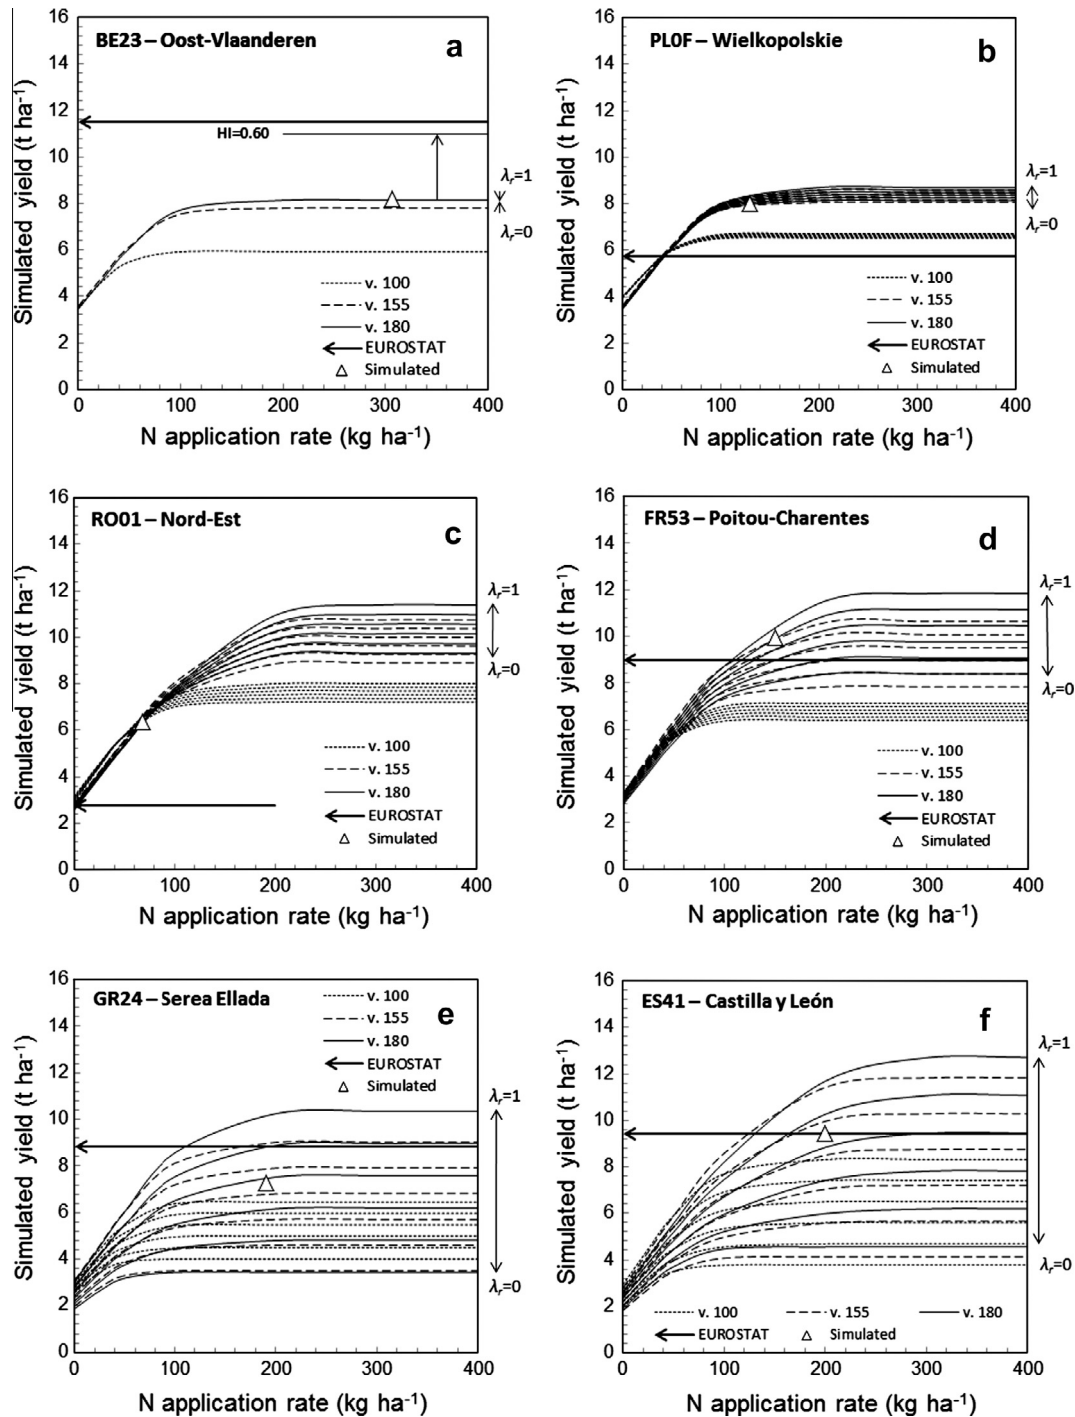 BE23 – Oost-Vlaanderen
a
HI=0.60
λr=1
λr=0
v. 100
v. 155
v. 180
EUROSTAT
Simulated
Simulated yield (t ha-1)
0 2 4 6 8 10 12 14 16
0 100 200 300 400
N application rate (kg ha-1)
PL0F – Wielkopolskie
b
λr=1
λr=0
v. 100
v. 155
v. 180
EUROSTAT
Simulated
Simulated yield (t ha-1)
0 2 4 6 8 10 12 14 16
0 100 200 300 400
N application rate (kg ha-1)
RO01 – Nord-Est
c
λr=1
λr=0
v. 100
v. 155
v. 180
EUROSTAT
Simulated
Simulated yield (t ha-1)
0 2 4 6 8 10 12 14 16
0 100 200 300 400
N application rate (kg ha-1)
FR53 – Poitou-Charentes
d
λr=1
λr=0
v. 100
v. 155
v. 180
EUROSTAT
Simulated
Simulated yield (t ha-1)
0 2 4 6 8 10 12 14 16
0 100 200 300 400
N application rate (kg ha-1)
GR24 – Serea Ellada
e
v. 100
v. 155
v. 180
EUROSTAT
Simulated
λr=1
λr=0
Simulated yield (t ha-1)
0 2 4 6 8 10 12 14 16
0 100 200 300 400
N application rate (kg ha-1)
ES41 – Castilla y León
f
λr=1
λr=0
v. 100 v. 155 v. 180
EUROSTAT Simulated
Simulated yield (t ha-1)
0 2 4 6 8 10 12 14 16
0 100 200 300 400
N application rate (kg ha-1)